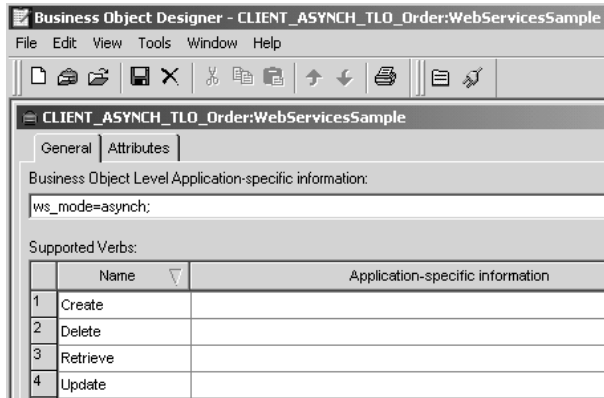 Business Object Designer - CLIENT_ASYNCH_TLO_Order:WebServicesSample
File Edit View Tools Window Help
CLIENT_ASYNCH_TLO_Order:WebServicesSample
General Attributes
Business Object Level Application-specific information:
ws_mode=asynch;
Supported Verbs:
Name Application-specific information
1 Create
2 Delete
3 Retrieve
4 Update